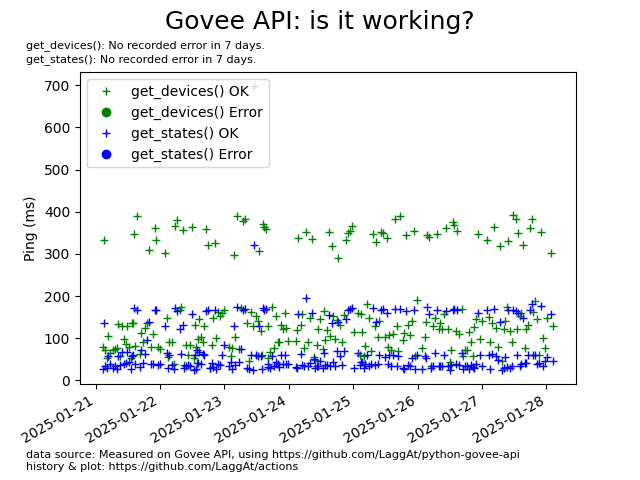 Govee API: is it working?
get_devices(): No recorded error in 7 days.
get_states(): No recorded error in 7 days.
get_devices() OK
get_devices() Error
get_states() OK
get_states() Error
Ping (ms)
700
600
500
400
300
200
100
0
2025-01-21
2025-01-22
2025-01-23
2025-01-24
2025-01-25
2025-01-26
2025-01-27
2025-01-28
data source: Measured on Govee API, using https://github.com/LaggAt/python-govee-api
history & plot: https://github.com/LaggAt/actions